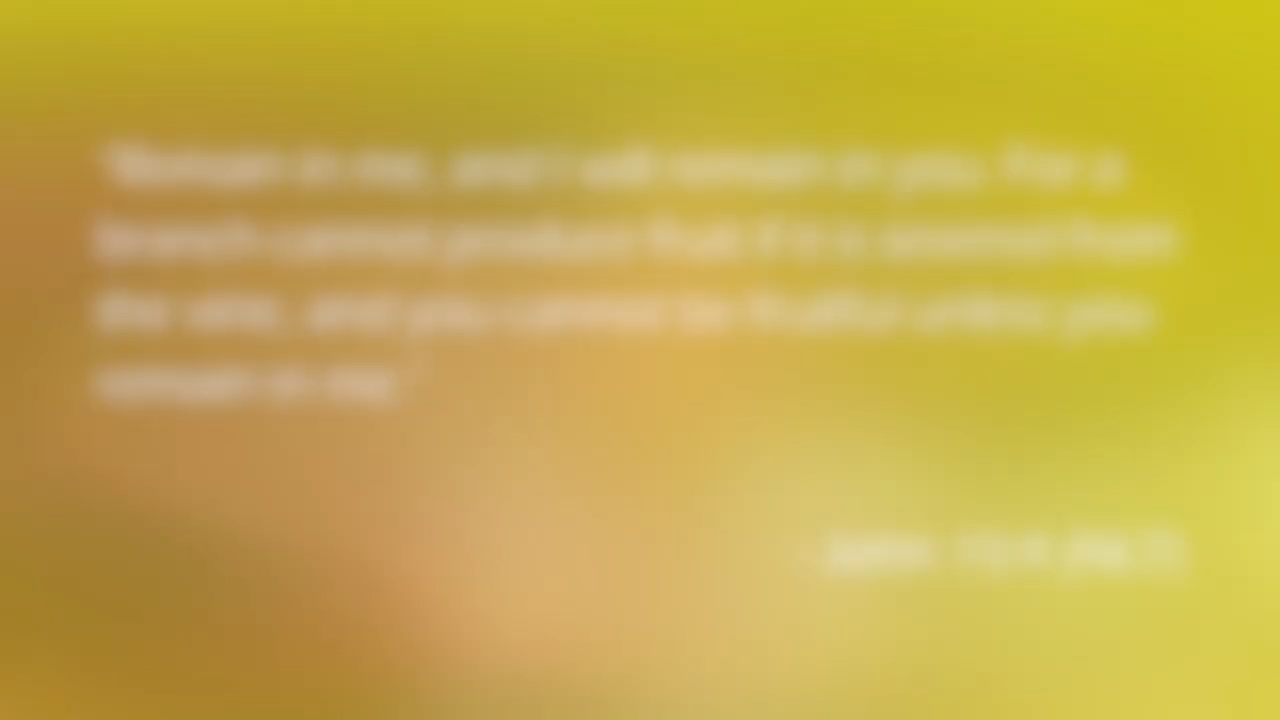 "Remain in me, and I will remain in you. For a
branch cannot produce fruit if it is severed from
the vine, and you cannot be fruitful unless you
remain in me."
- John 15:4 (NLT)